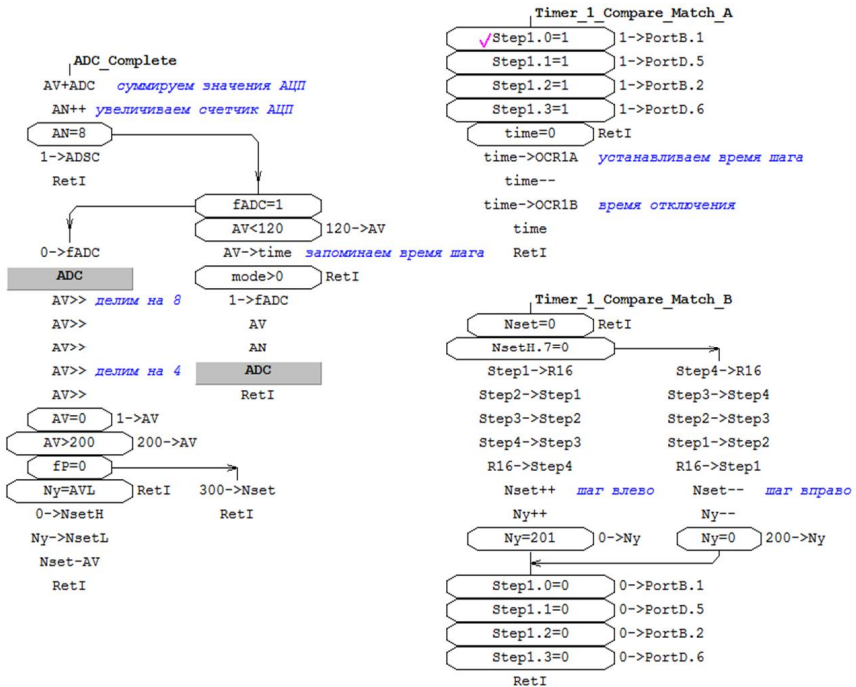 ADC_Complete
AV+ADC суммируем значения АЦП
AN++ увеличиваем счетчик АЦП
AN=8
1->ADSC
RetI
fADC=1
AV<120 120->AV
0->fADC
AV->time запоминаем время шага
ADC
mode>0 RetI
AV>> делим на 8
1->fADC
AV>>
AV
AV>>
AN
AV>> делим на 4
ADC
AV>>
RetI
AV=0 1->AV
AV>200 200->AV
fP=0
Ny=AVL RetI
300->Nset
0->NsetH
RetI
Ny->NsetL
Nset-AV
RetI
Timer_1_Compare_Match_A
Step1.0=1 1->PortB.1
Step1.1=1 1->PortD.5
Step1.2=1 1->PortB.2
Step1.3=1 1->PortD.6
time=0 RetI
time->OCR1A устанавливаем время шага
time--
time->OCR1B время отключения
time
RetI
Timer_1_Compare_Match_B
Nset=0 RetI
NsetH.7=0
Step1->R16 Step4->R16
Step2->Step1 Step3->Step4
Step3->Step2 Step2->Step3
Step4->Step3 Step1->Step2
R16->Step4 R16->Step1
Nset++ шаг влево Nset-- шаг вправо
Ny++ Ny--
Ny=201 0->Ny Ny=0 200->Ny
Step1.0=0 0->PortB.1
Step1.1=0 0->PortD.5
Step1.2=0 0->PortB.2
Step1.3=0 0->PortD.6
RetI